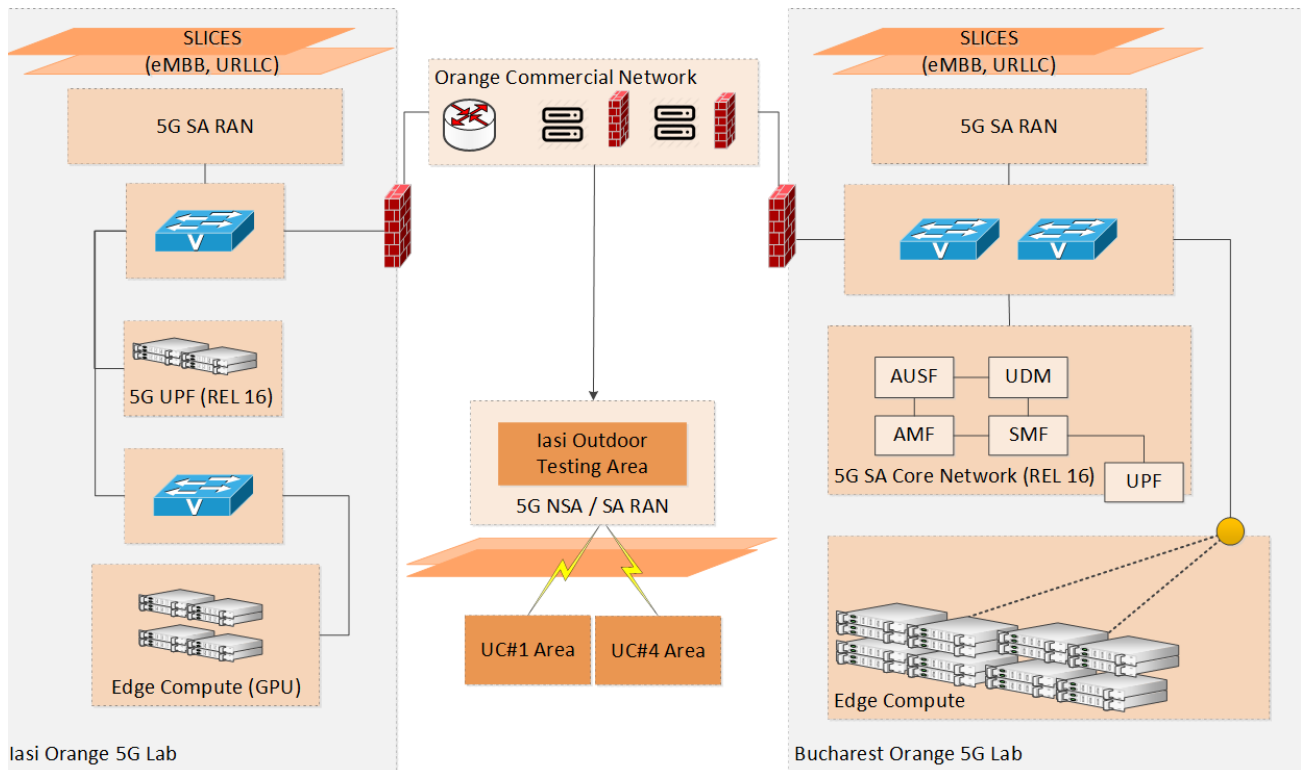 SLICES
(eMBB, URLLC)
5G SA RAN
V
5G UPF (REL 16)
V
Edge Compute (GPU)
Iasi Orange 5G Lab
Orange Commercial Network
Iasi Outdoor
Testing Area
5G NSA / SA RAN
UC#1 Area
UC#4 Area
SLICES
(eMBB, URLLC)
5G SA RAN
V
V
AUSF
UDM
AMF
SMF
5G SA Core Network (REL 16)
UPF
Edge Compute
Bucharest Orange 5G Lab